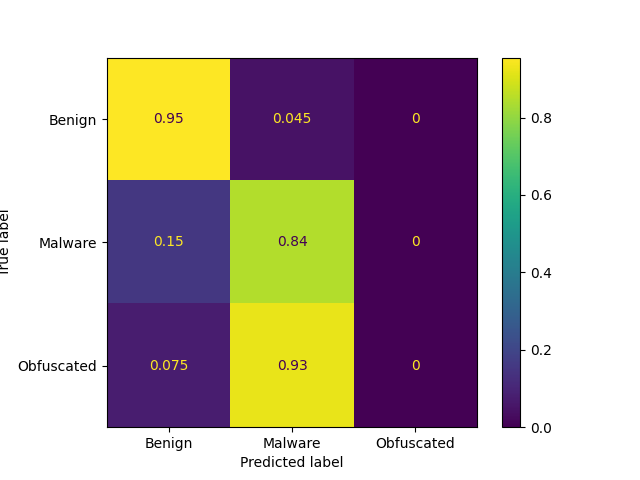 Benign 0.95 0.045 0
Malware 0.15 0.84 0
Obfuscated 0.075 0.93 0
Benign Malware Obfuscated
Predicted label
True label
0.8
0.6
0.4
0.2
0.0